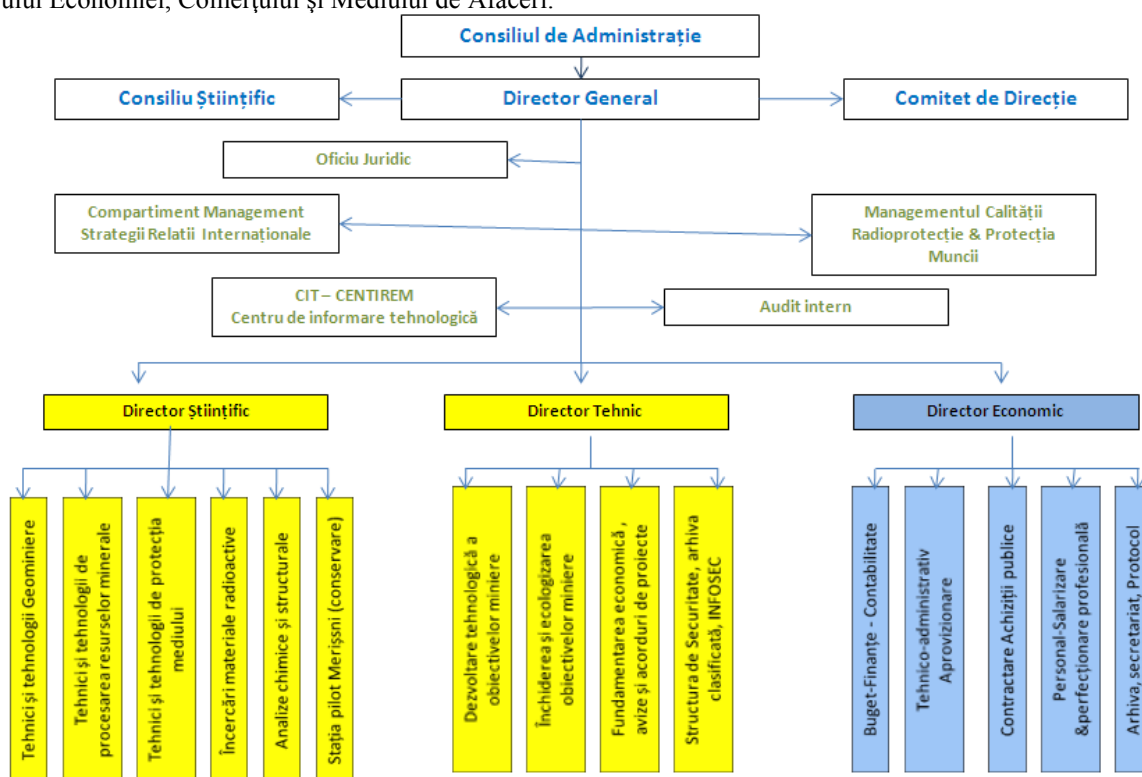 ului Economiei, Comerţului şi Mediului de Afaceri.
Consiliul de Administrație
Consiliu Științific
Director General
Comitet de Direcție
Oficiu Juridic
Compartiment Management
Strategii Relatii Internaționale
Managementul Calității
Radioprotecție & Protecția
Muncii
CIT – CENTIREM
Centru de informare tehnologică
Audit intern
Director Științific
Director Tehnic
Director Economic
Tehnici și tehnologii Geominiere
Tehnici și tehnologii de
procesarea resurselor minerale
Tehnici și tehnologii de protecția
mediului
Încercări materiale radioactive
Analize chimice și structurale
Stația pilot Merișsni (conservare)
Dezvoltare tehnologică a
obiectivelor miniere
Închiderea și ecologizarea
obiectivelor miniere
Fundamentarea economică ,
avize și acorduri de proiecte
Structura de Securitate, arhiva
clasificată, INFOSEC
Buget-Finanțe - Contabilitate
Tehnico-administrativ
Aprovizionare
Contractare Achiziții publice
Personal-Salarizare
&perfecționare profesională
Arhiva, secretariat, Protocol